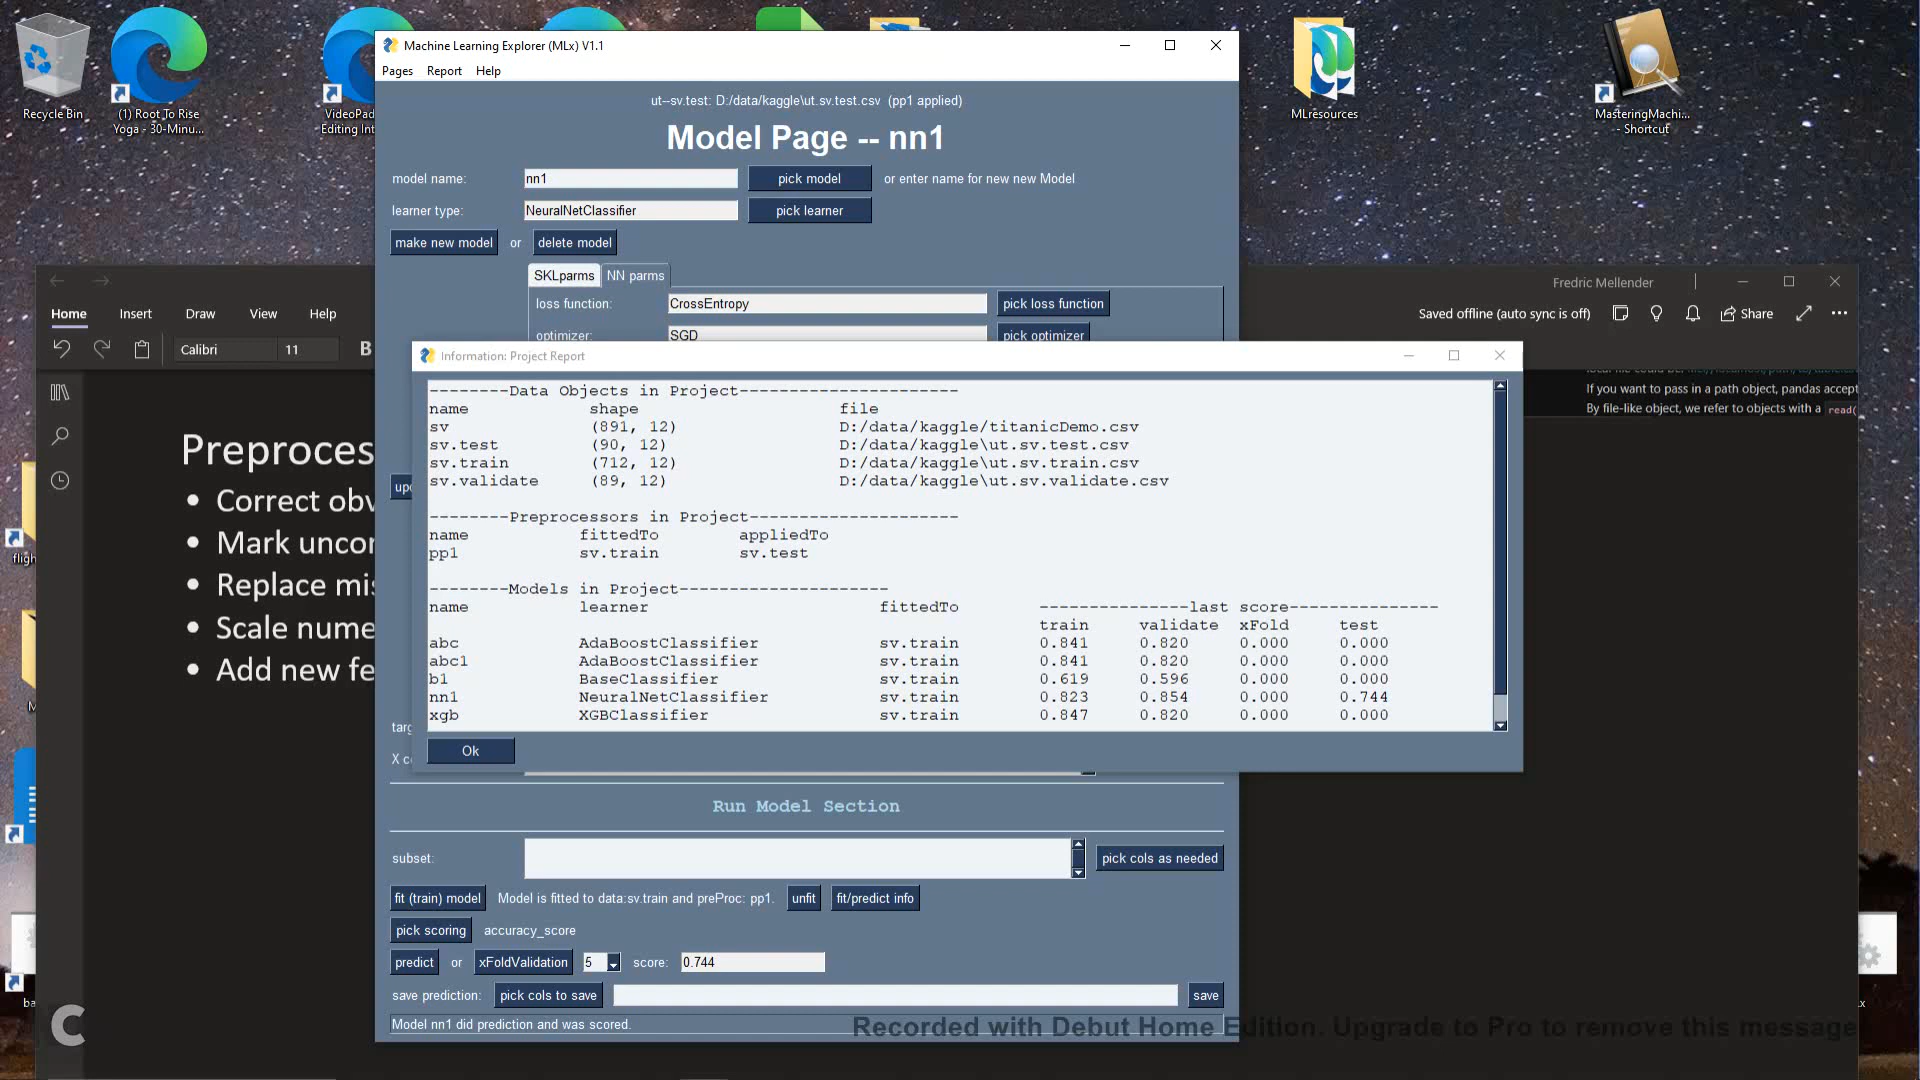 Recycle Bin
(1) Root To Rise
Yoga - 30-Minu...
VideoPad
Editing Int
MLresources
MasteringMachi...
- Shortcut
Machine Learning Explorer (MLx) V1.1
Pages Report Help
ut--sv.test: D:/data/kaggle\ut.sv.test.csv (pp1 applied)
Model Page -- nn1
model name: nn1 pick model or enter name for new new Model
learner type: NeuralNetClassifier pick learner
make new model or delete model
SKLparms NN parms
loss function: CrossEntropy pick loss function
optimizer: SGD pick optimizer
Fredric Mellender
Home Insert Draw View Help
Saved offline (auto sync is off) Share
Calibri 11 B
If you want to pass in a path object, pandas accept
By file-like object, we refer to objects with a read(
Preproces
Correct obv
Mark uncor
Replace mis
Scale nume
Add new fe
Information: Project Report
--------Data Objects in Project----------------------
name shape file
sv (891, 12) D:/data/kaggle/titanicDemo.csv
sv.test (90, 12) D:/data/kaggle\ut.sv.test.csv
sv.train (712, 12) D:/data/kaggle\ut.sv.train.csv
sv.validate (89, 12) D:/data/kaggle\ut.sv.validate.csv
--------Preprocessors in Project---------------------
name fittedTo appliedTo
pp1 sv.train sv.test
--------Models in Project---------------------
name learner fittedTo ---------------last score---------------
train validate xFold test
abc AdaBoostClassifier sv.train 0.841 0.820 0.000 0.000
abc1 AdaBoostClassifier sv.train 0.841 0.820 0.000 0.000
b1 BaseClassifier sv.train 0.619 0.596 0.000 0.000
nn1 NeuralNetClassifier sv.train 0.823 0.854 0.000 0.744
xgb XGBClassifier sv.train 0.847 0.820 0.000 0.000
Ok
upd
targ
X co
fligh
M
ba
Run Model Section
subset: pick cols as needed
fit (train) model Model is fitted to data:sv.train and preProc: pp1. unfit fit/predict info
pick scoring accuracy_score
predict or xFoldValidation 5 score: 0.744
save prediction: pick cols to save save
Model nn1 did prediction and was scored.
Recorded with Debut Home Edition. Upgrade to Pro to remove this message